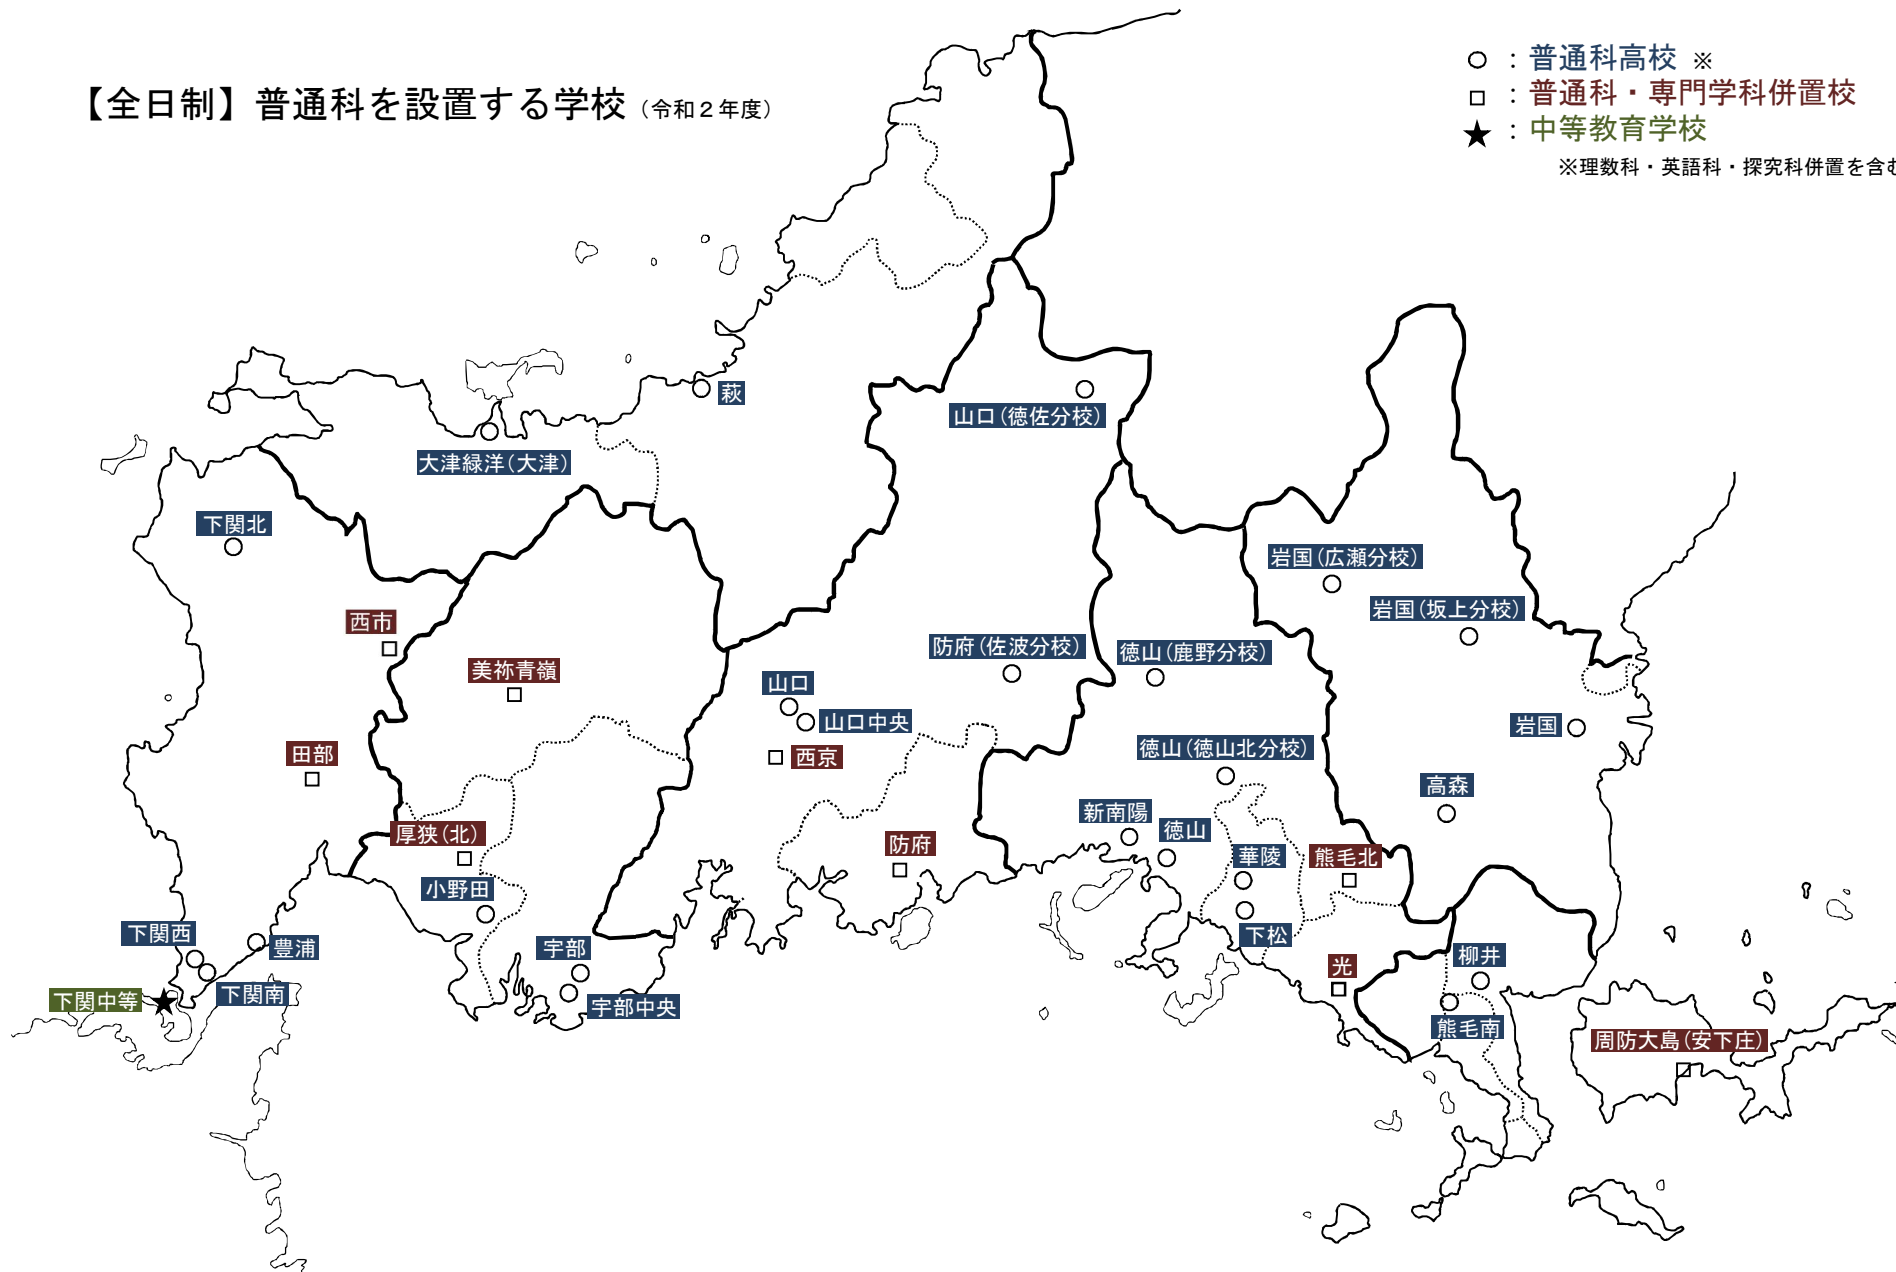 【全日制】普通科を設置する学校（令和２年度）
○：普通科高校 ※
□：普通科・専門学科併置校
★：中等教育学校
※理数科・英語科・探究科併置を含む
萩
山口(徳佐分校)
大津緑洋(大津)
下関北
岩国(広瀬分校)
岩国(坂上分校)
西市
防府(佐波分校)
徳山(鹿野分校)
美祢青嶺
山口
山口中央
岩国
徳山(徳山北分校)
田部
西京
高森
新南陽
徳山
厚狭(北)
防府
華陵
熊毛北
小野田
下関西
豊浦
宇部
下松
柳井
光
下関南
下関中等
宇部中央
熊毛南
周防大島(安下庄)